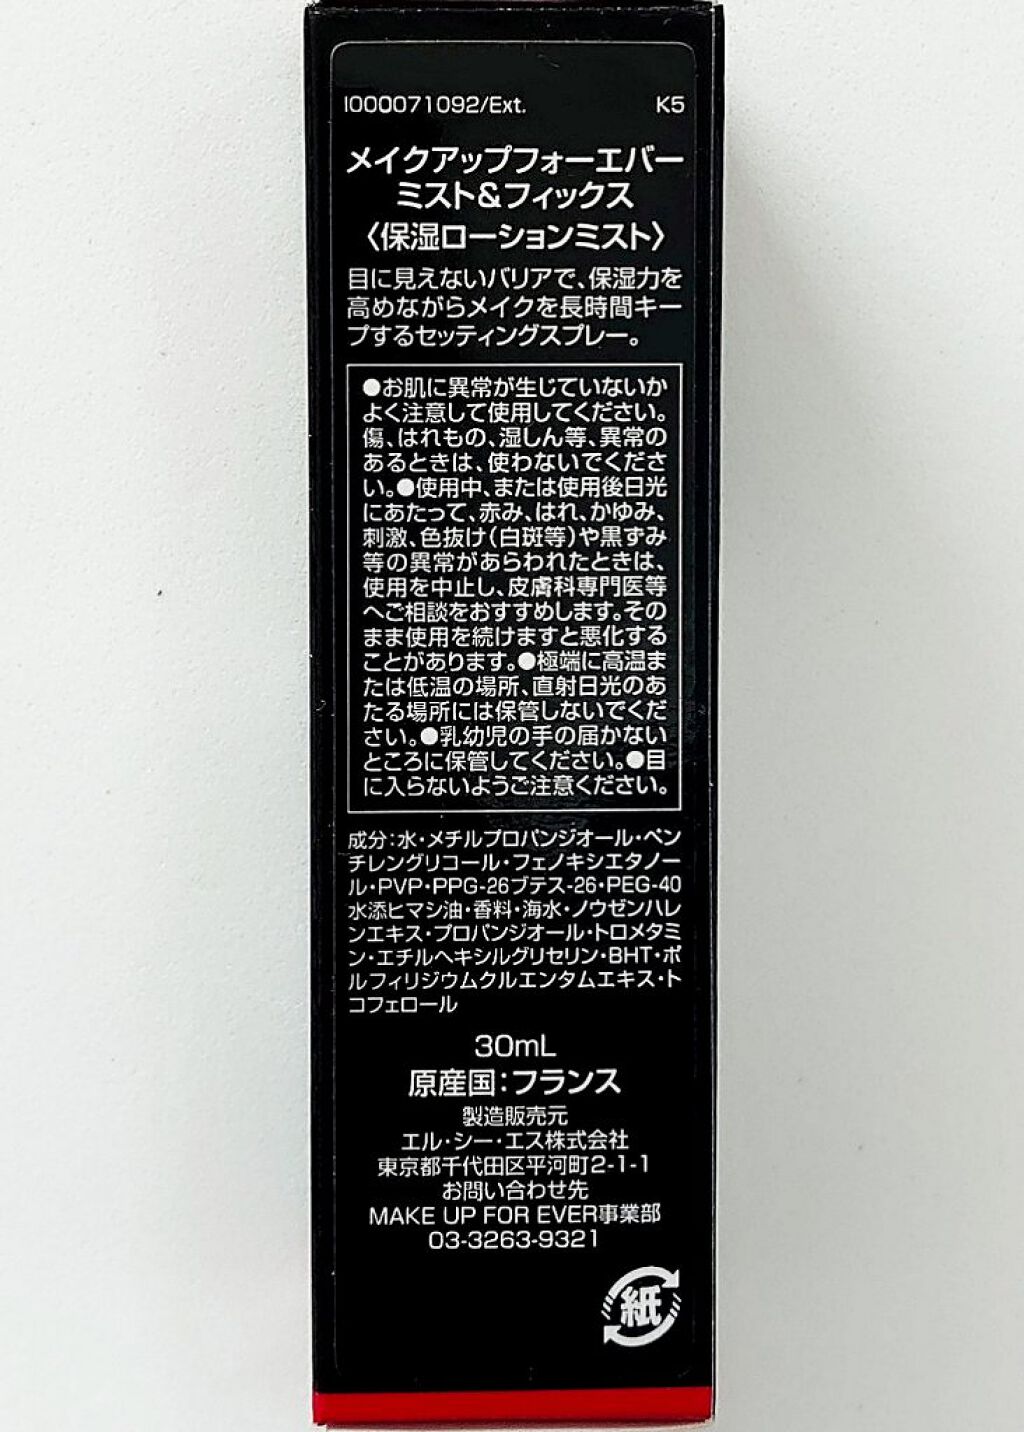 I000071092/Ext. K5
メイクアップフォーエバー
ミスト&フィックス
〈保湿ローションミスト〉
目に見えないバリアで、保湿力を
高めながらメイクを長時間キー
プするセッティングスプレー。
●お肌に異常が生じていないか
よく注意して使用してください。
傷、はれもの、湿しん等、異常の
あるときは、使わないでくださ
い。●使用中、または使用後日光
にあたって、赤み、はれ、かゆみ、
刺激、色抜け(白斑等)や黒ずみ
等の異常があらわれたときは、
使用を中止し、皮膚科専門医等
へご相談をおすすめします。その
まま使用を続けますと悪化する
ことがあります。●極端に高温ま
たは低温の場所、直射日光のあ
たる場所には保管しないでくだ
さい。●乳幼児の手の届かない
ところに保管してください。●目
に入らないようご注意ください。
成分:水・メチルプロパンジオール・ペン
チレングリコール・フェノキシエタノー
ル・PVP・PPG-26ブテス-26・PEG-40
水添ヒマシ油・香料・海水・ノウゼンハレ
ンエキス・プロパンジオール・トロメタミ
ン・エチルヘキシルグリセリン・BHT・ポ
ルフィリジウムクルエンタムエキス・ト
コフェロール
30mL
原産国:フランス
製造販売元
エル・シー・エス株式会社
東京都千代田区平河町2-1-1
お問い合わせ先
MAKE UP FOR EVER事業部
03-3263-9321
紙